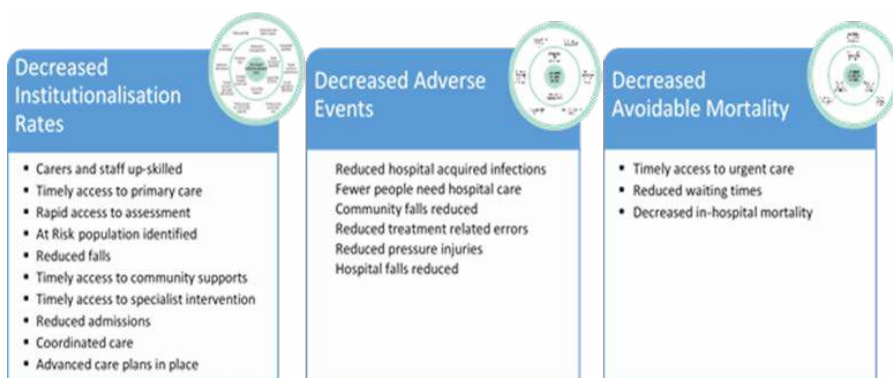 Decreased
Institutionalisation
Rates
▪ Carers and staff up-skilled
▪ Timely access to primary care
▪ Rapid access to assessment
▪ At Risk population identified
▪ Reduced falls
▪ Timely access to community supports
▪ Timely access to specialist intervention
▪ Reduced admissions
▪ Coordinated care
▪ Advanced care plans in place
Decreased Adverse
Events
Reduced hospital acquired infections
Fewer people need hospital care
Community falls reduced
Reduced treatment related errors
Reduced pressure injuries
Hospital falls reduced
Decreased
Avoidable Mortality
▪ Timely access to urgent care
▪ Reduced waiting times
▪ Decreased in-hospital mortality